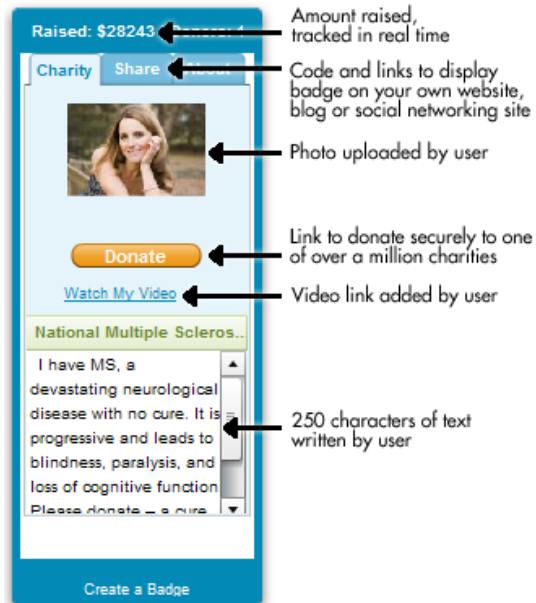 Raised: $28243
Amount raised,
tracked in real time
Charity Share
Code and links to display
badge on your own website,
blog or social networking site
Photo uploaded by user
Donate
Link to donate securely to one
of over a million charities
Watch My Video
Video link added by user
National Multiple Scleros..
I have MS, a
devastating neurological
disease with no cure. It is
progressive and leads to
blindness, paralysis, and
loss of cognitive function
Please donate – a cure
250 characters of text
written by user
Create a Badge